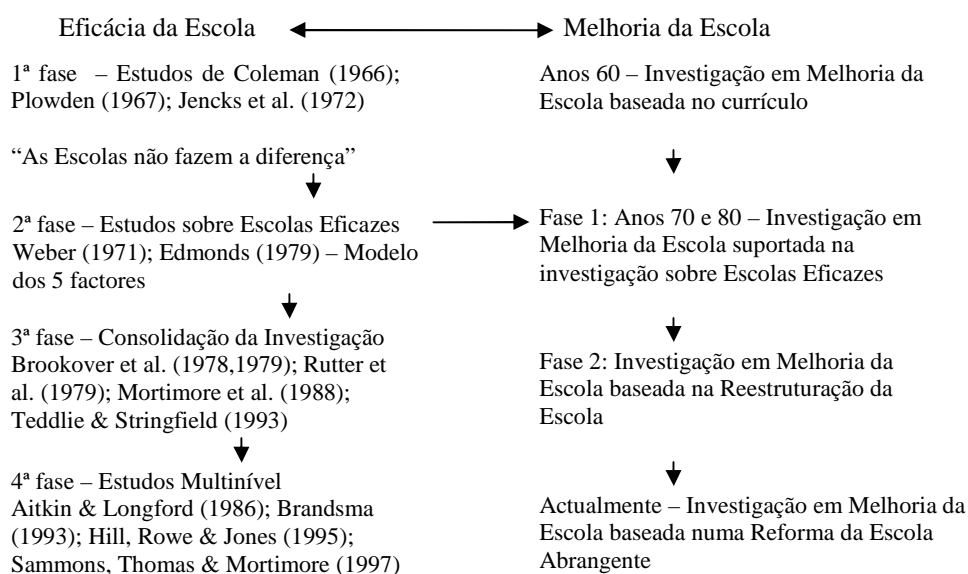 Eficácia da Escola
1ª fase – Estudos de Coleman (1966);
Plowden (1967); Jencks et al. (1972)
“As Escolas não fazem a diferença”
2ª fase – Estudos sobre Escolas Eficazes
Weber (1971); Edmonds (1979) – Modelo
dos 5 factores
3ª fase – Consolidação da Investigação
Brookover et al. (1978,1979); Rutter et
al. (1979); Mortimore et al. (1988);
Teddlie & Stringfield (1993)
4ª fase – Estudos Multinível
Aitkin & Longford (1986); Brandsma
(1993); Hill, Rowe & Jones (1995);
Sammons, Thomas & Mortimore (1997)
Melhoria da Escola
Anos 60 – Investigação em Melhoria da
Escola baseada no currículo
Fase 1: Anos 70 e 80 – Investigação em
Melhoria da Escola suportada na
investigação sobre Escolas Eficazes
Fase 2: Investigação em Melhoria da
Escola baseada na Reestruturação da
Escola
Actualmente – Investigação em Melhoria da
Escola baseada numa Reforma da Escola
Abrangente